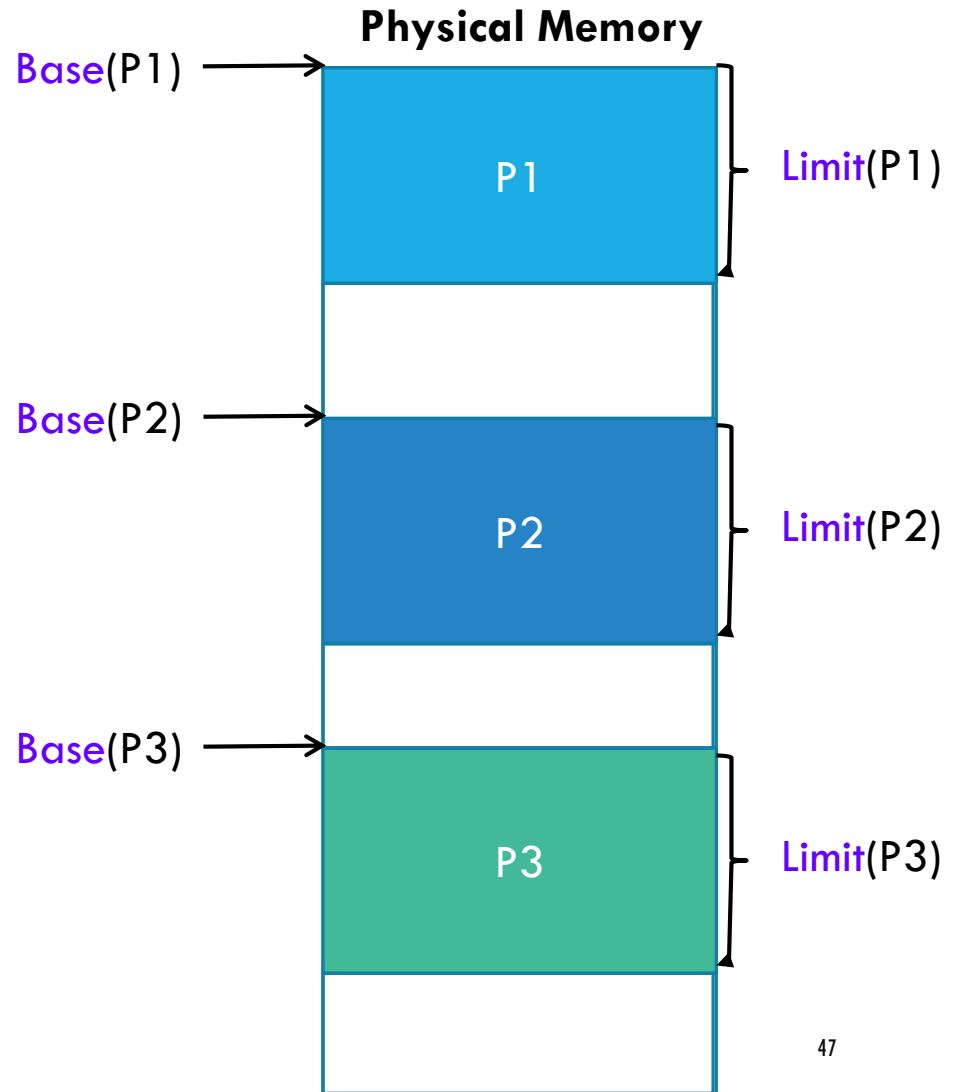 Physical Memory
Base(P1)
P1
Limit(P1)
Base(P2)
P2
Limit(P2)
Base(P3)
P3
Limit(P3)
47